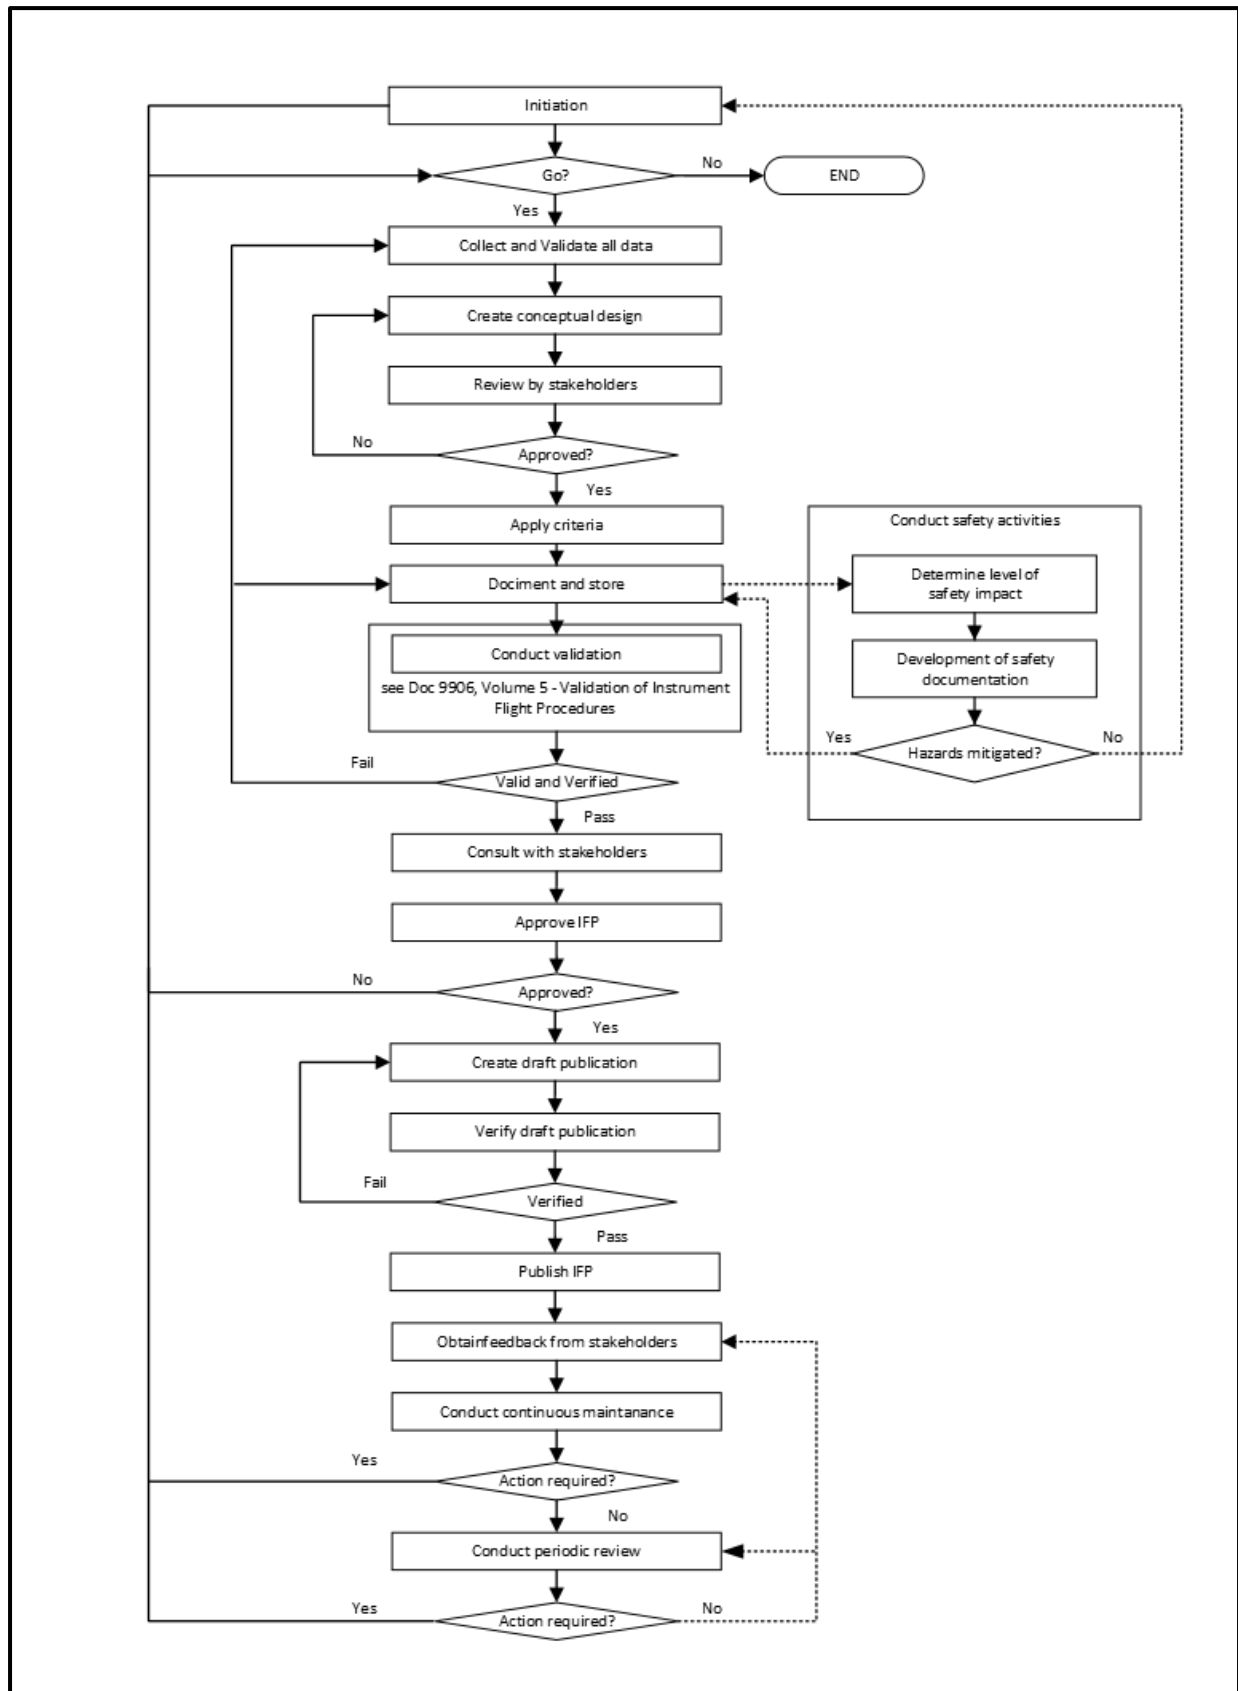 Initiation
Go?
No
END
Yes
Collect and Validate all data
Create conceptual design
Review by stakeholders
No
Approved?
Yes
Apply criteria
Conduct safety activities
Dociment and store
Determine level of
safety impact
Conduct validation
see Doc 9906, Volume 5 - Validation of Instrument
Flight Procedures
Development of safety
documentation
Yes
Hazards mitigated?
No
Fail
Valid and Verified
Pass
Consult with stakeholders
Approve IFP
No
Approved?
Yes
Create draft publication
Verify draft publication
Fail
Verified
Pass
Publish IFP
Obtainfeedback from stakeholders
Conduct continuous maintanance
Yes
Action required?
No
Conduct periodic review
Yes
Action required?
No